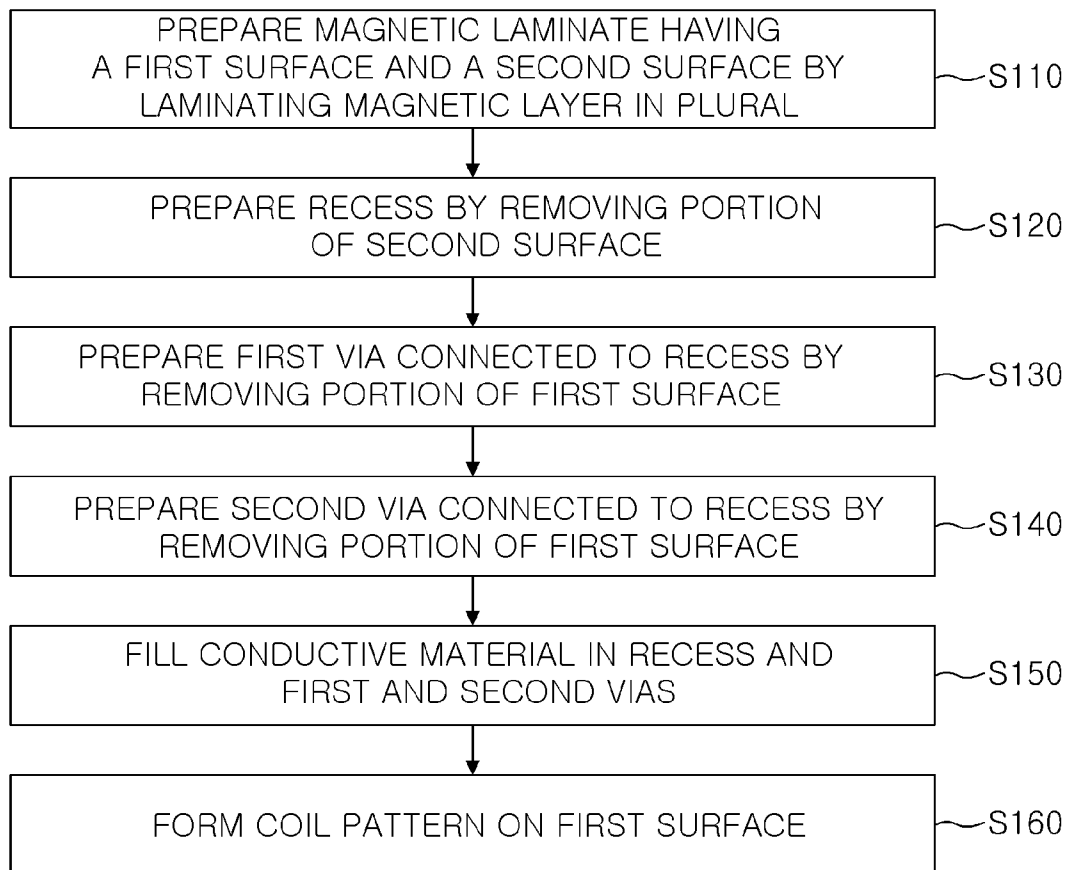 PREPARE MAGNETIC LAMINATE HAVING
A FIRST SURFACE AND A SECOND SURFACE BY
LAMINATING MAGNETIC LAYER IN PLURAL
S110
PREPARE RECESS BY REMOVING PORTION
OF SECOND SURFACE
S120
PREPARE FIRST VIA CONNECTED TO RECESS BY
REMOVING PORTION OF FIRST SURFACE
S130
PREPARE SECOND VIA CONNECTED TO RECESS BY
REMOVING PORTION OF FIRST SURFACE
S140
FILL CONDUCTIVE MATERIAL IN RECESS AND
FIRST AND SECOND VIAS
S150
FORM COIL PATTERN ON FIRST SURFACE
S160